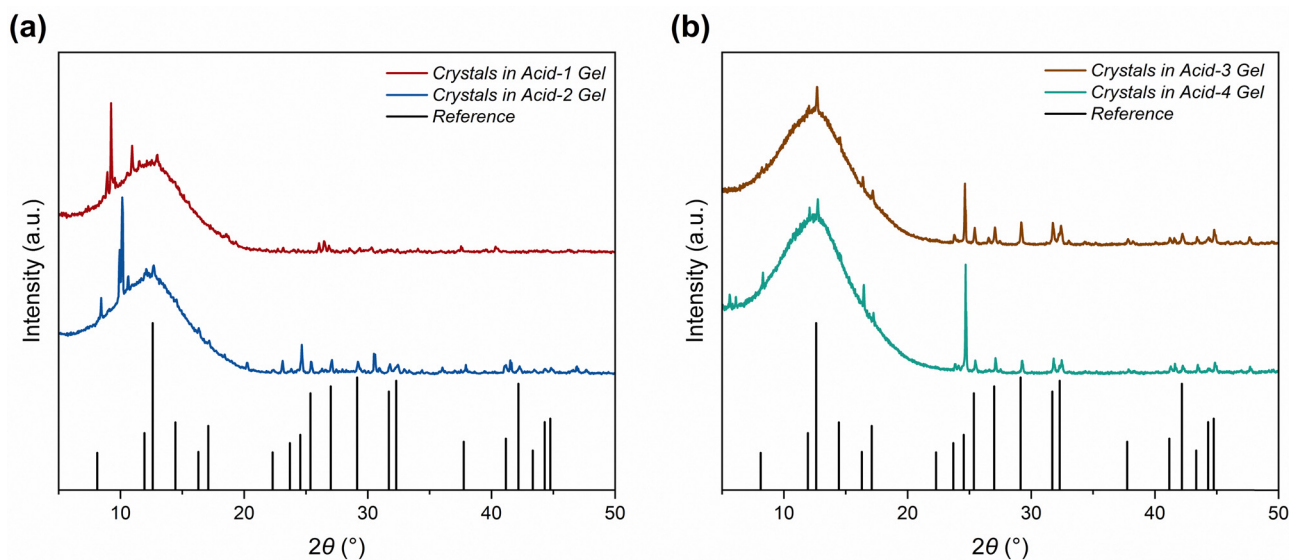 (a)
Crystals in Acid-1 Gel
Crystals in Acid-2 Gel
Reference
Intensity (a.u.)
10 20 30 40 50
2θ (°)
(b)
Crystals in Acid-3 Gel
Crystals in Acid-4 Gel
Reference
Intensity (a.u.)
10 20 30 40 50
2θ (°)